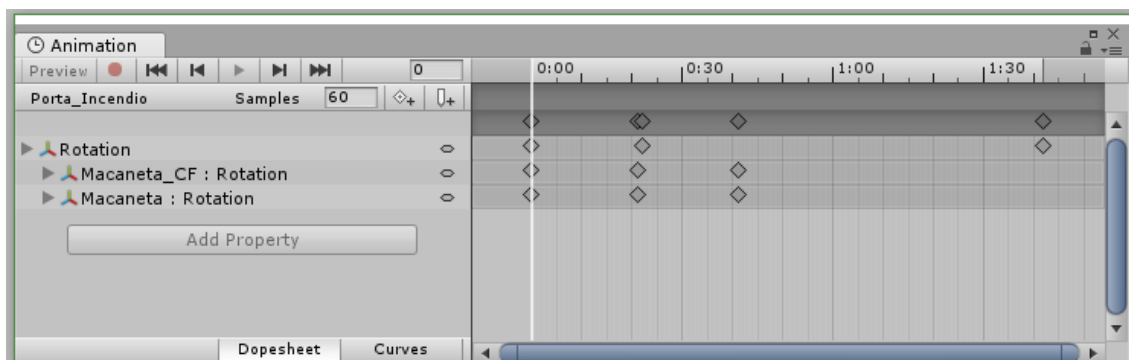 Animation
Preview 0 0:00 0:30 1:00 1:30
Porta_Incendio Samples 60
Rotation
Macaneta_CF : Rotation
Macaneta : Rotation
Add Property
Dopesheet Curves